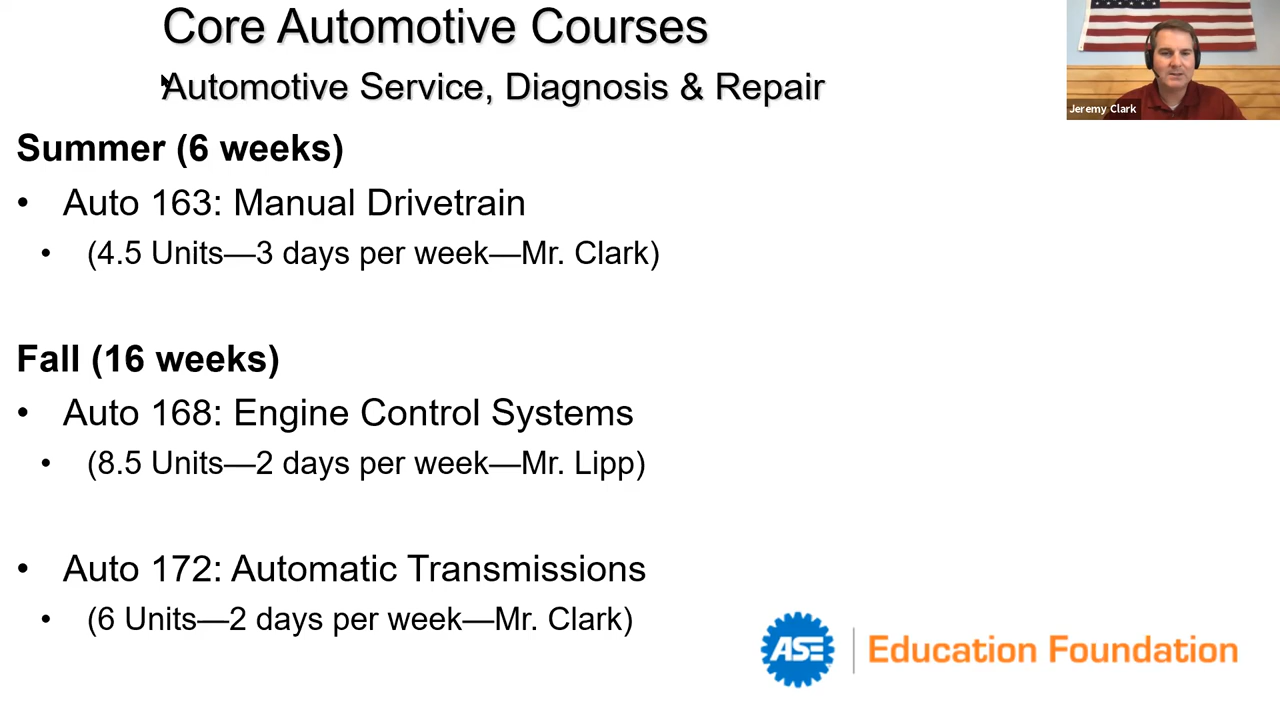 Core Automotive Courses
Automotive Service, Diagnosis & Repair
Jeremy Clark
Summer (6 weeks)
• Auto 163: Manual Drivetrain
• (4.5 Units—3 days per week—Mr. Clark)
Fall (16 weeks)
• Auto 168: Engine Control Systems
• (8.5 Units—2 days per week—Mr. Lipp)
• Auto 172: Automatic Transmissions
• (6 Units—2 days per week—Mr. Clark)
ASE Education Foundation